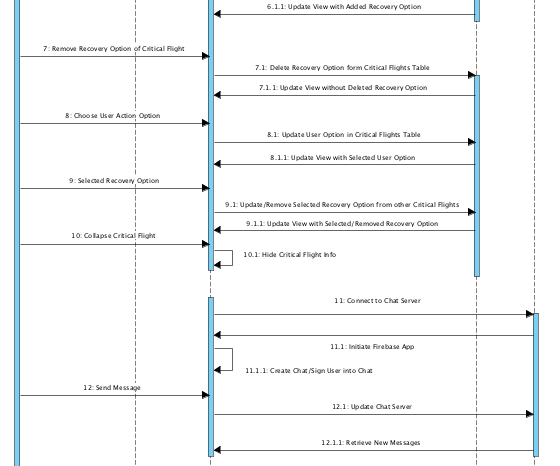 6.1.1: Update View with Added Recovery Option
7: Remove Recovery Option of Critical Flight
7.1: Delete Recovery Option form Critical Flights Table
7.1.1: Update View without Deleted Recovery Option
8: Choose User Action Option
8.1: Update User Option in Critical Flights Table
8.1.1: Update View with Selected User Option
9: Selected Recovery Option
9.1: Update/Remove Selected Recovery Option from other Critical Flights
9.1.1: Update View with Selected/Removed Recovery Option
10: Collapse Critical Flight
10.1: Hide Critical Flight Info
11: Connect to Chat Server
11.1: Initiate Firebase App
11.1.1: Create Chat/Sign User into Chat
12: Send Message
12.1: Update Chat Server
12.1.1: Retrieve New Messages